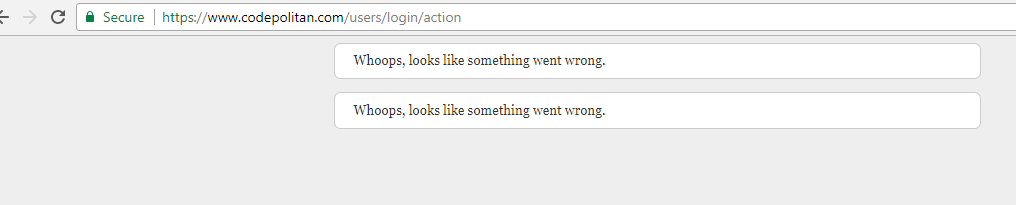 Secure https://www.codepolitan.com/users/login/action
Whoops, looks like something went wrong.
Whoops, looks like something went wrong.